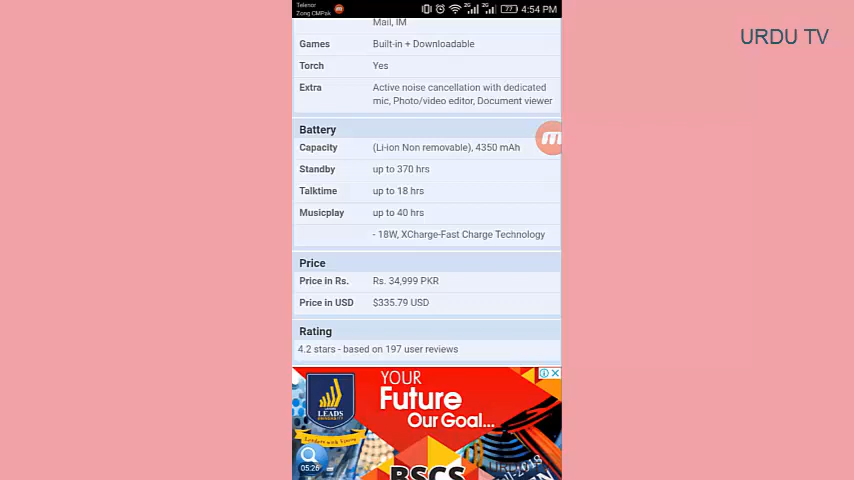 Telenor
Zong CMPak
2G
2G
77
4:54 PM
URDU TV
Mail, IM
Games Built-in + Downloadable
Torch Yes
Extra Active noise cancellation with dedicated
mic, Photo/video editor, Document viewer
Battery
Capacity (Li-ion Non removable), 4350 mAh
Standby up to 370 hrs
Talktime up to 18 hrs
Musicplay up to 40 hrs
- 18W, XCharge-Fast Charge Technology
Price
Price in Rs. Rs. 34,999 PKR
Price in USD $335.79 USD
Rating
4.2 stars - based on 197 user reviews
YOUR
Future
Our Goal...
LEADS
UNIVERSITY
05:26
BSCS